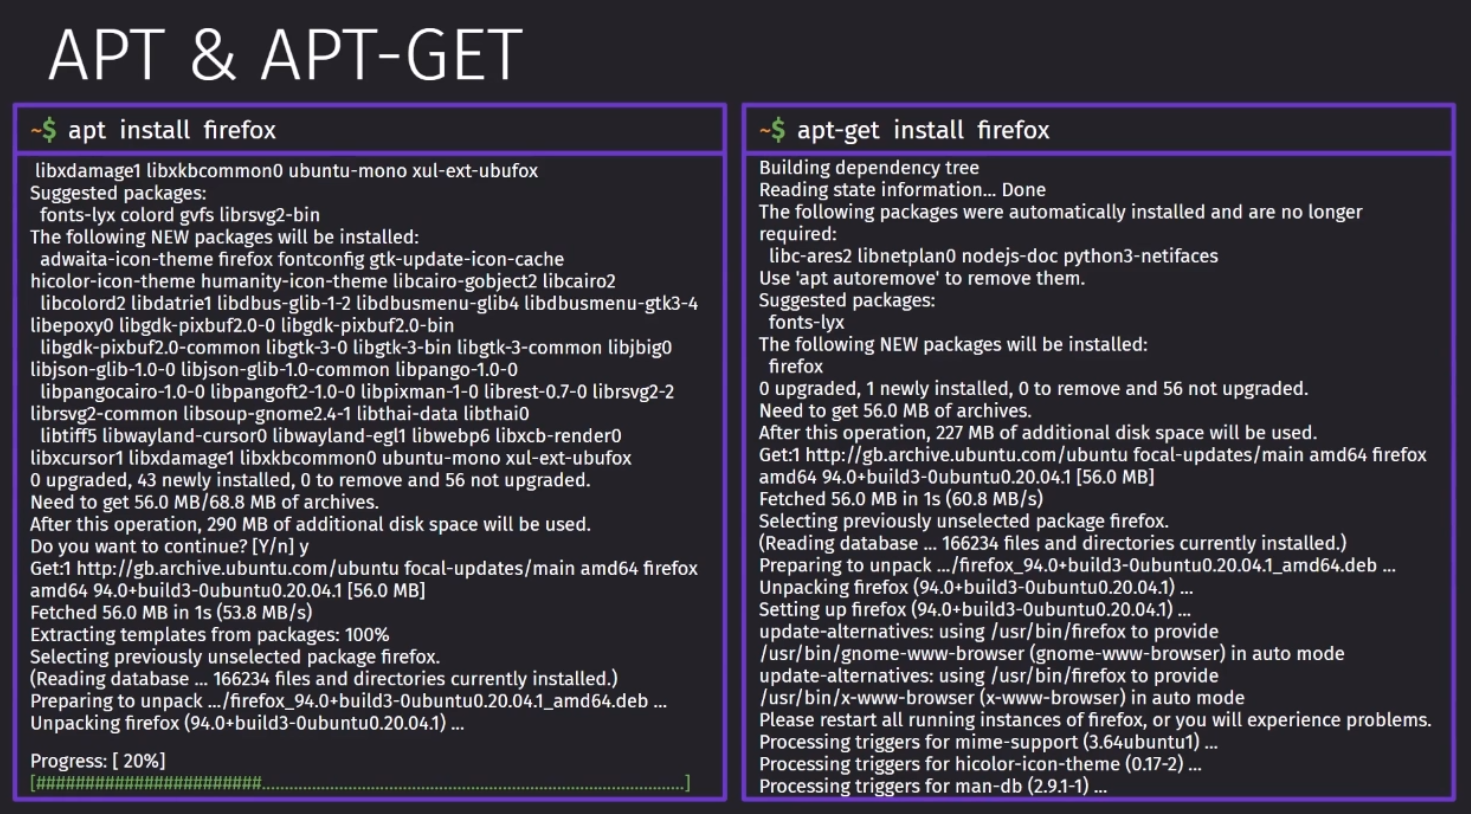 APT & APT-GET
~$ apt install firefox
libxdamage1 libxkbcommon0 ubuntu-mono xul-ext-ubufox
Suggested packages:
fonts-lyx colord gvfs librsvg2-bin
The following NEW packages will be installed:
adwaita-icon-theme firefox fontconfig gtk-update-icon-cache
hicolor-icon-theme humanity-icon-theme libcairo-gobject2 libcairo2
libcolord2 libdatrie1 libdbus-glib-1-2 libdbusmenu-glib4 libdbusmenu-gtk3-4
libepoxy0 libgdk-pixbuf2.0-0 libgdk-pixbuf2.0-bin
libgdk-pixbuf2.0-common libgtk-3-0 libgtk-3-bin libgtk-3-common libjbig0
libjson-glib-1.0-0 libjson-glib-1.0-common libpango-1.0-0
libpangocairo-1.0-0 libpangoft2-1.0-0 libpixman-1-0 librest-0.7-0 librsvg2-2
librsvg2-common libsoup-gnome2.4-1 libthai-data libthai0
libtiff5 libwayland-cursor0 libwayland-egl1 libwebp6 libxcb-render0
libxcursor1 libxdamage1 libxkbcommon0 ubuntu-mono xul-ext-ubufox
0 upgraded, 43 newly installed, 0 to remove and 56 not upgraded.
Need to get 56.0 MB/68.8 MB of archives.
After this operation, 290 MB of additional disk space will be used.
Do you want to continue? [Y/n] y
Get:1 http://gb.archive.ubuntu.com/ubuntu focal-updates/main amd64 firefox
amd64 94.0+build3-0ubuntu0.20.04.1 [56.0 MB]
Fetched 56.0 MB in 1s (53.8 MB/s)
Extracting templates from packages: 100%
Selecting previously unselected package firefox.
(Reading database ... 166234 files and directories currently installed.)
Preparing to unpack .../firefox_94.0+build3-0ubuntu0.20.04.1_amd64.deb ...
Unpacking firefox (94.0+build3-0ubuntu0.20.04.1) ...
Progress: [ 20%]
[#######################...........................................................................................]
~$ apt-get install firefox
Building dependency tree
Reading state information... Done
The following packages were automatically installed and are no longer
required:
libc-ares2 libnetplan0 nodejs-doc python3-netifaces
Use 'apt autoremove' to remove them.
Suggested packages:
fonts-lyx
The following NEW packages will be installed:
firefox
0 upgraded, 1 newly installed, 0 to remove and 56 not upgraded.
Need to get 56.0 MB of archives.
After this operation, 227 MB of additional disk space will be used.
Get:1 http://gb.archive.ubuntu.com/ubuntu focal-updates/main amd64 firefox
amd64 94.0+build3-0ubuntu0.20.04.1 [56.0 MB]
Fetched 56.0 MB in 1s (60.8 MB/s)
Selecting previously unselected package firefox.
(Reading database ... 166234 files and directories currently installed.)
Preparing to unpack .../firefox_94.0+build3-0ubuntu0.20.04.1_amd64.deb ...
Unpacking firefox (94.0+build3-0ubuntu0.20.04.1) ...
Setting up firefox (94.0+build3-0ubuntu0.20.04.1) ...
update-alternatives: using /usr/bin/firefox to provide
/usr/bin/gnome-www-browser (gnome-www-browser) in auto mode
update-alternatives: using /usr/bin/firefox to provide
/usr/bin/x-www-browser (x-www-browser) in auto mode
Please restart all running instances of firefox, or you will experience problems.
Processing triggers for mime-support (3.64ubuntu1) ...
Processing triggers for hicolor-icon-theme (0.17-2) ...
Processing triggers for man-db (2.9.1-1) ...